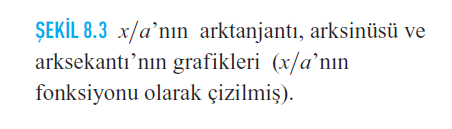 ŞEKİL 8.3 x/a’nın arktanjantı, arksinüsü ve
arksekantı’nın grafikleri (x/a’nın
fonksiyonu olarak çizilmiş).